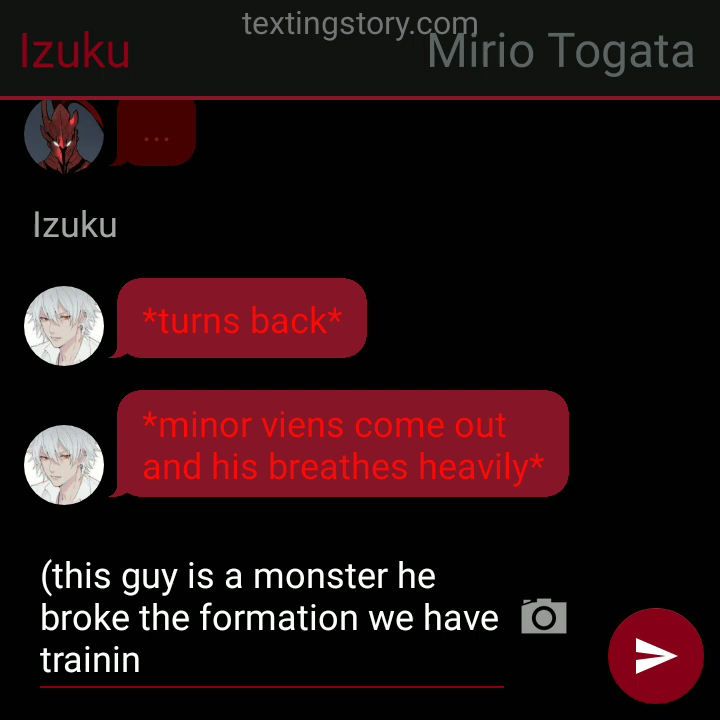 textingstory.com
Izuku
Mirio Togata
...
Izuku
*turns back*
*minor viens come out
and his breathes heavily*
(this guy is a monster he
broke the formation we have
trainin